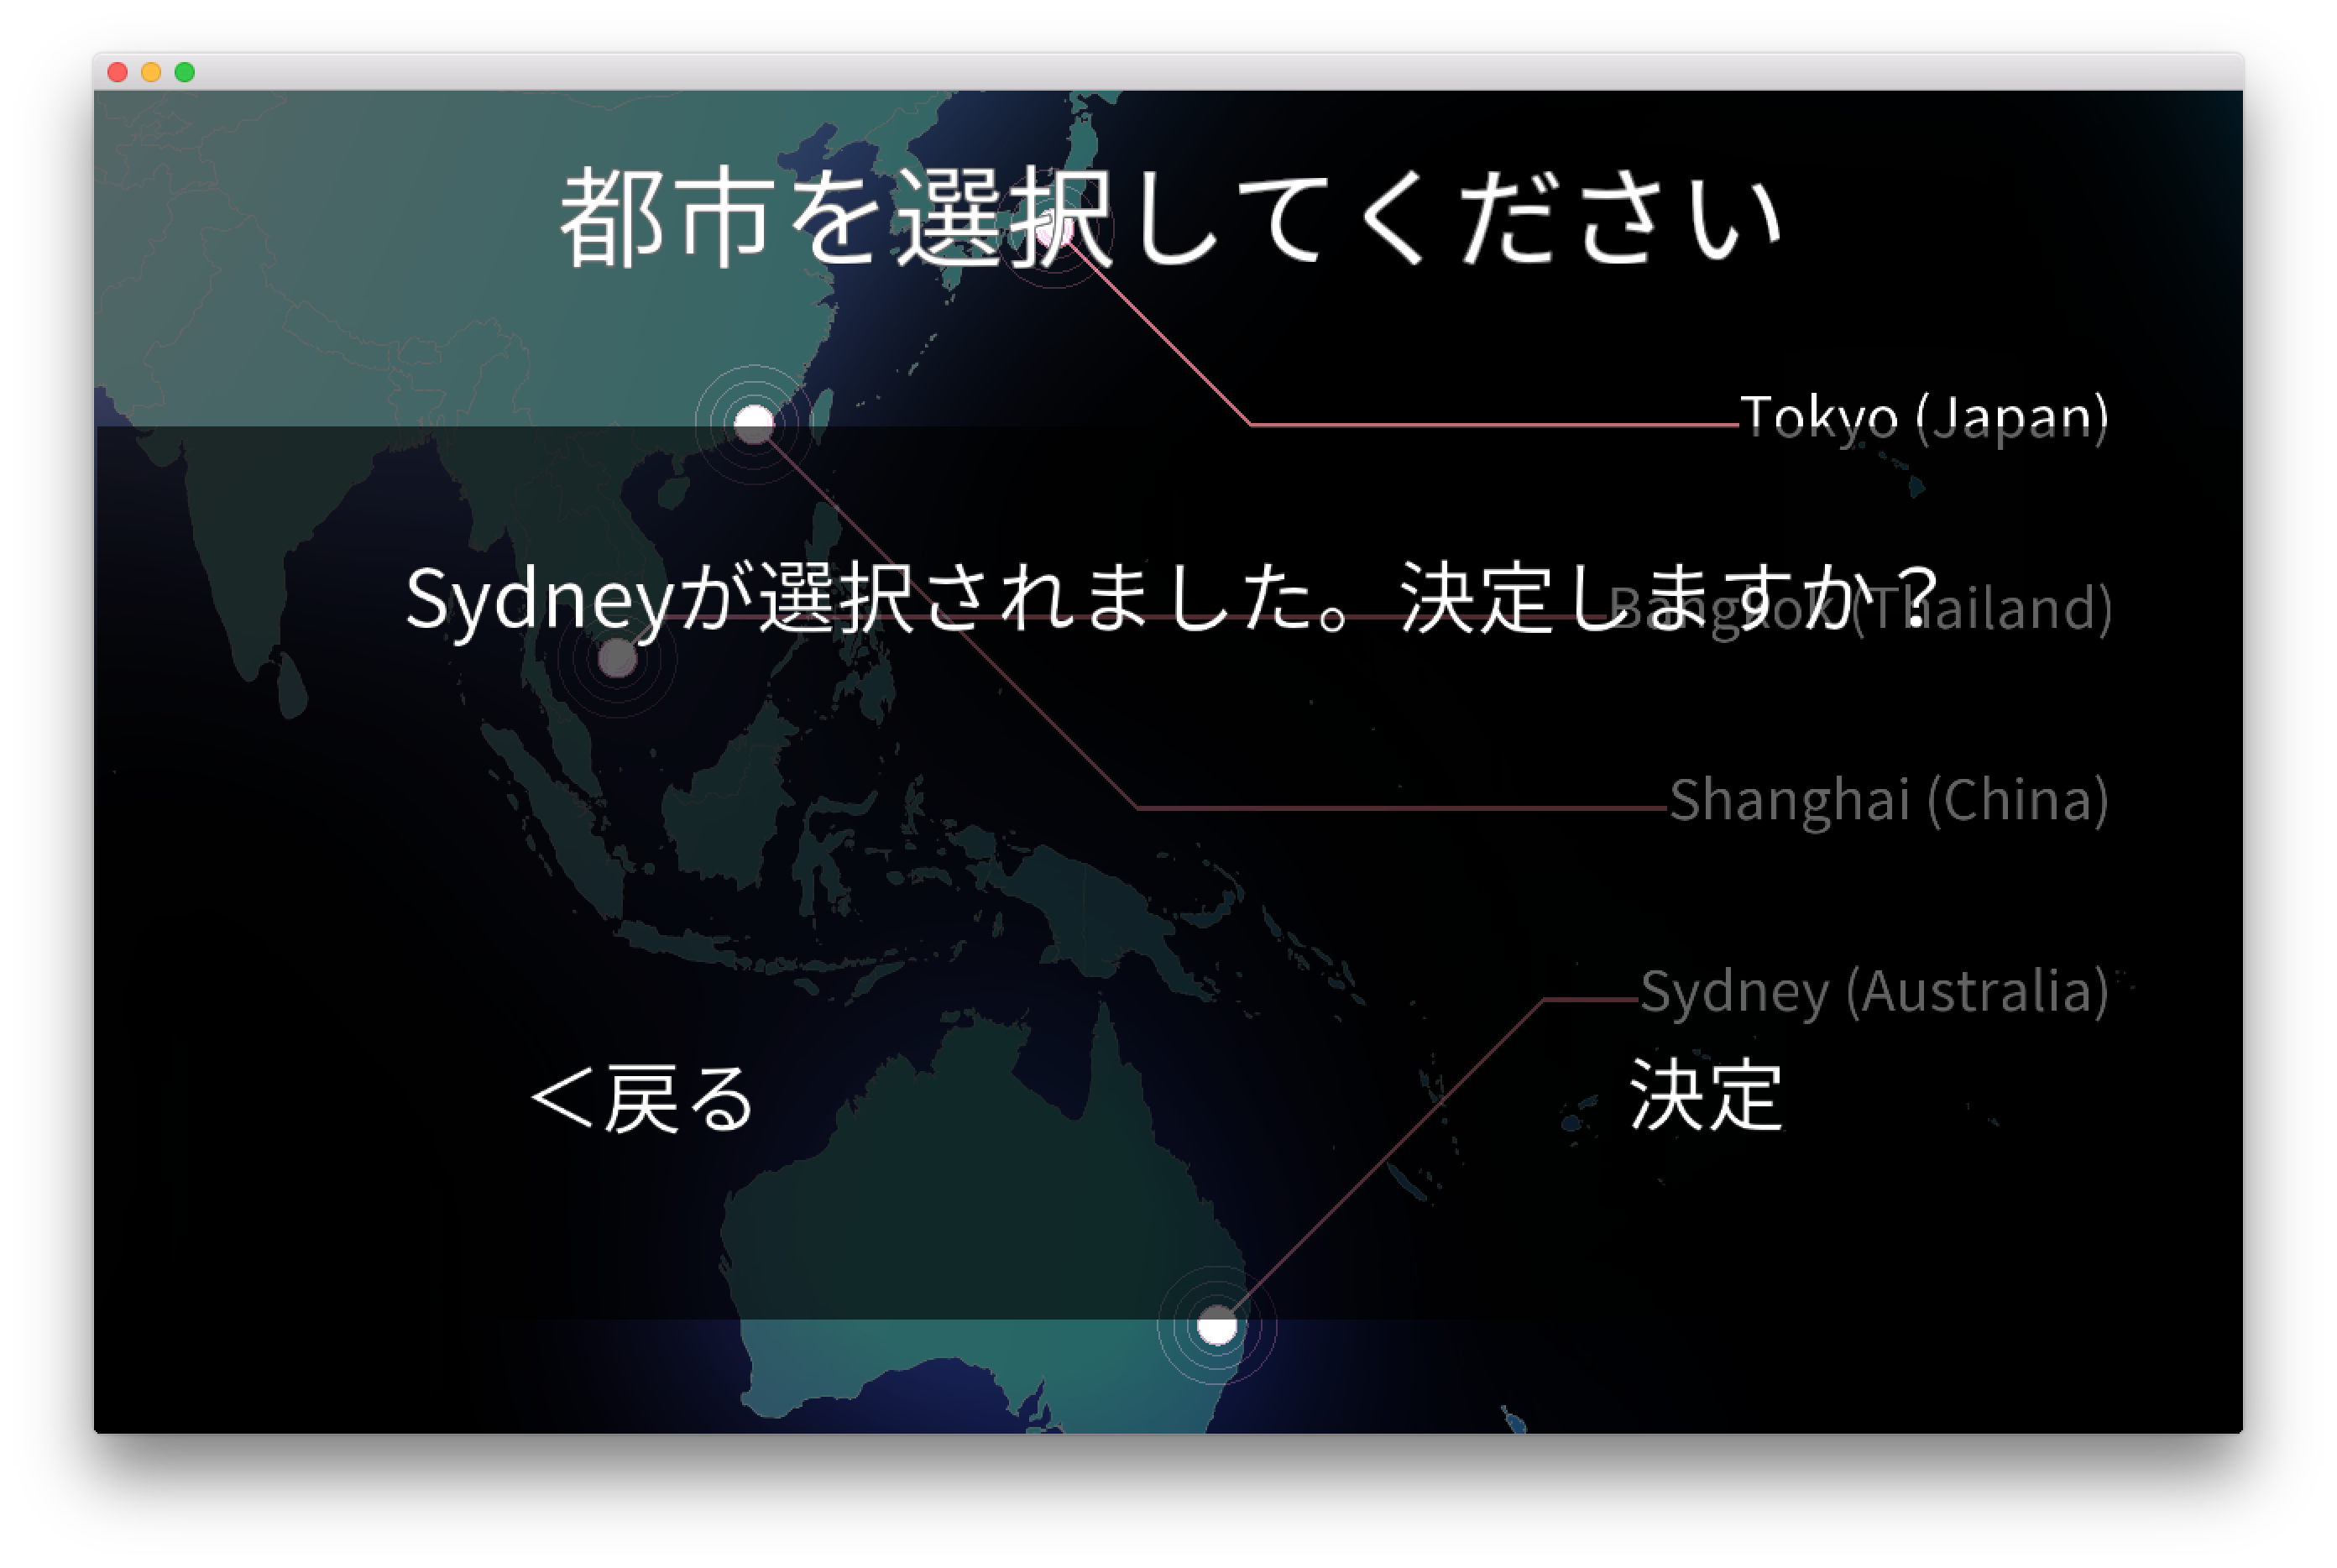 都市を選択してください
Tokyo (Japan)
Sydneyが選択されました。決定しますか？
Bangkok (Thailand)
Shanghai (China)
Sydney (Australia)
＜戻る
決定